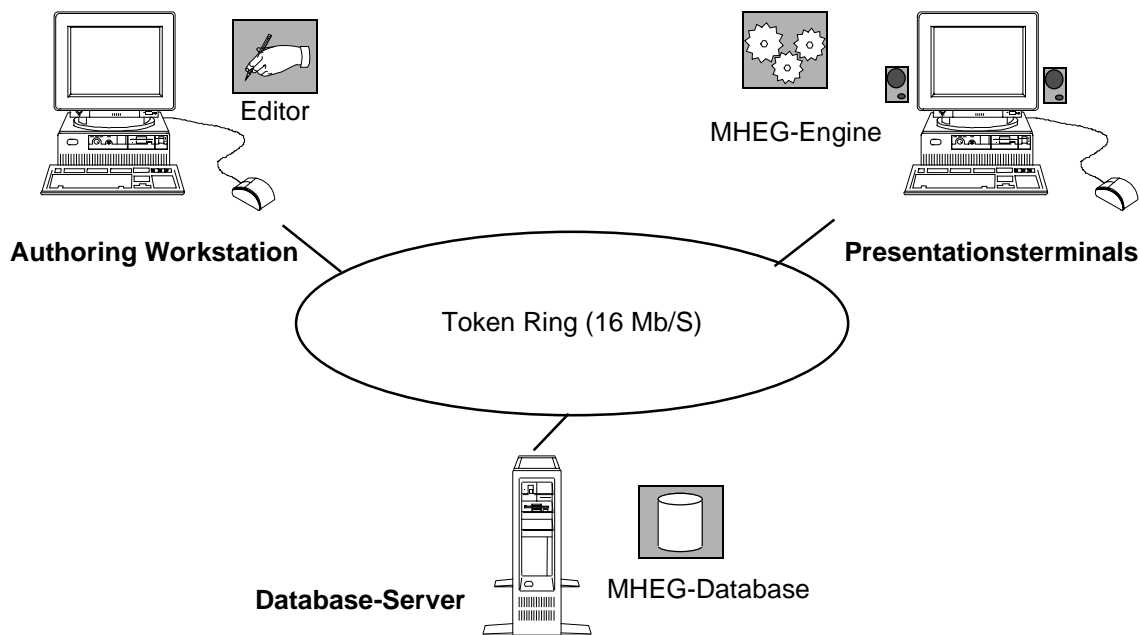 Editor
MHEG-Engine
Authoring Workstation
Presentationsterminals
Token Ring (16 Mb/S)
MHEG-Database
Database-Server